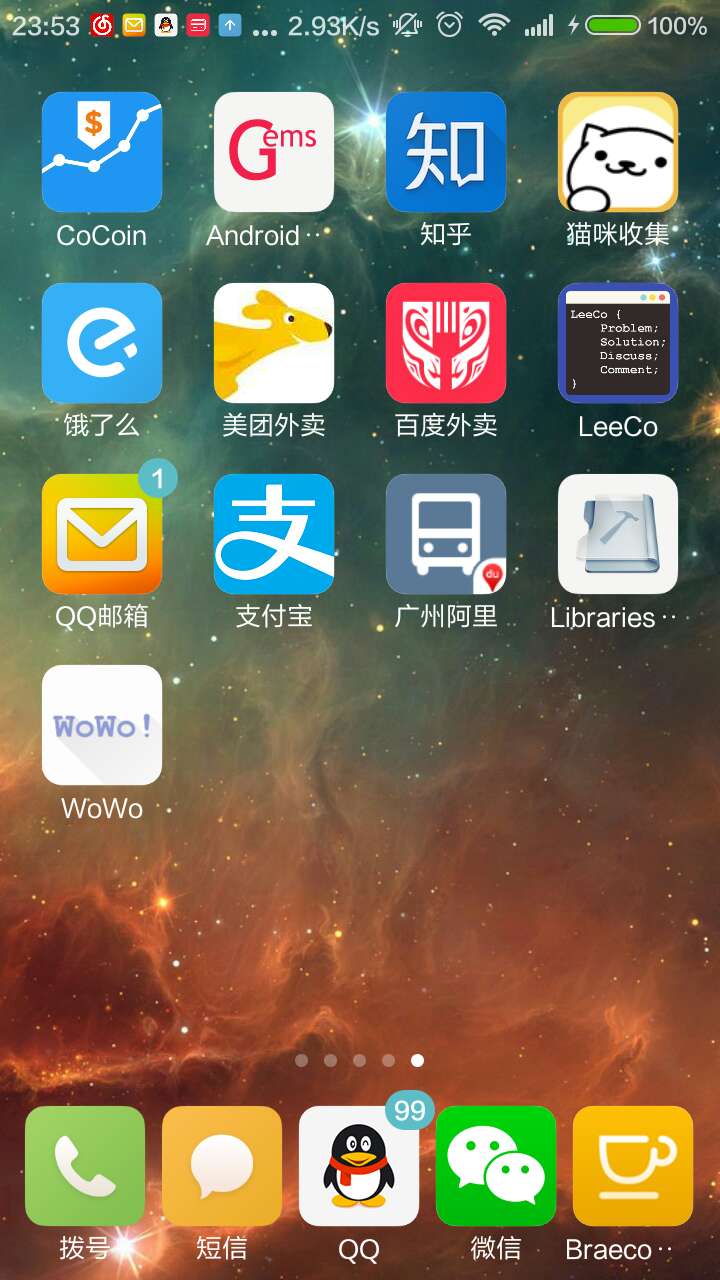 23:53 ... 2.93K/s 100%
$
Gems
知
CoCoin Android ··
知乎 猫咪收集
LeeCo {
Problem;
Solution;
Discuss;
Comment;
}
饿了么 美团外卖 百度外卖 LeeCo
1
支
du
QQ邮箱 支付宝 广州阿里 Libraries ··
WoWo!
WoWo
99
拨号 短信 QQ 微信 Braeco ··